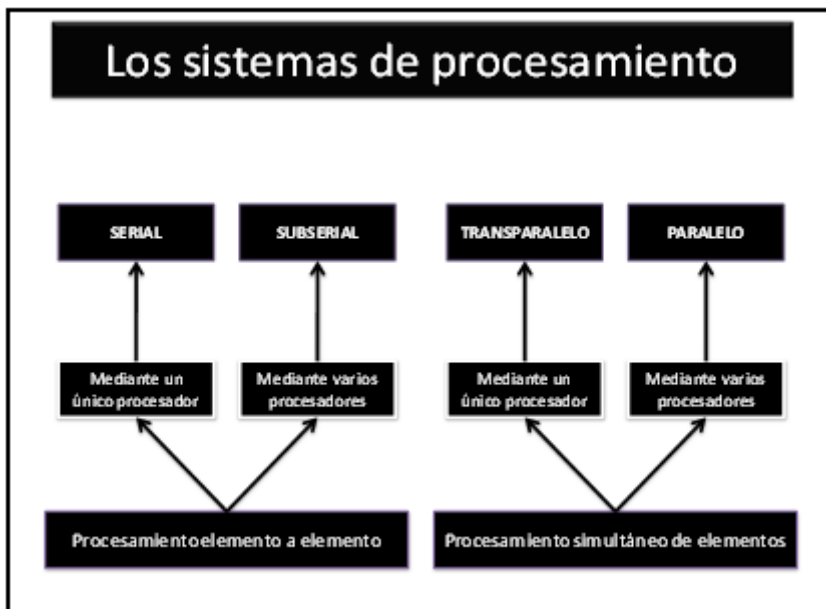 Los sistemas de procesamiento
SERIAL
SUBSERIAL
TRANSPARALELO
PARALELO
Mediante un
único procesador
Mediante varios
procesadores
Mediante un
único procesador
Mediante varios
procesadores
Procesamiento elemento a elemento
Procesamiento simultáneo de elementos